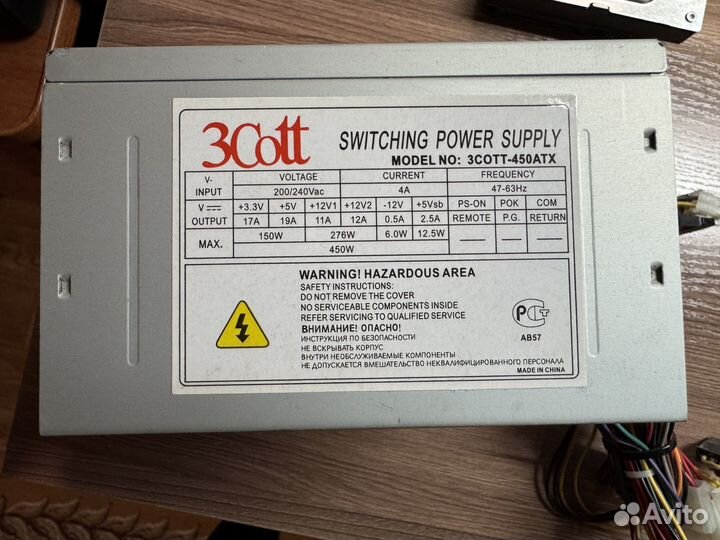 3Cott
SWITCHING POWER SUPPLY
MODEL NO: 3COTT-450ATX
V-INPUT VOLTAGE CURRENT FREQUENCY
200/240Vac 4A 47-63Hz
V OUTPUT +3.3V +5V +12V1 +12V2 -12V +5Vsb PS-ON POK COM
17A 19A 11A 12A 0.5A 2.5A REMOTE P.G. RETURN
MAX. 150W 276W 6.0W 12.5W
450W
WARNING! HAZARDOUS AREA
SAFETY INSTRUCTIONS:
DO NOT REMOVE THE COVER
NO SERVICEABLE COMPONENTS INSIDE
REFER SERVICING TO QUALIFIED SERVICE
ВНИМАНИЕ! ОПАСНО!
ИНСТРУКЦИЯ ПО БЕЗОПАСНОСТИ
НЕ ВСКРЫВАТЬ КОРПУС
ВНУТРИ НЕОБСЛУЖИВАЕМЫЕ КОМПОНЕНТЫ
НЕ ДОПУСКАЕТСЯ ВМЕШАТЕЛЬСТВО НЕКВАЛИФИЦИРОВАННОГО ПЕРСОНАЛА
РСТ
АВ57
MADE IN CHINA
Avito